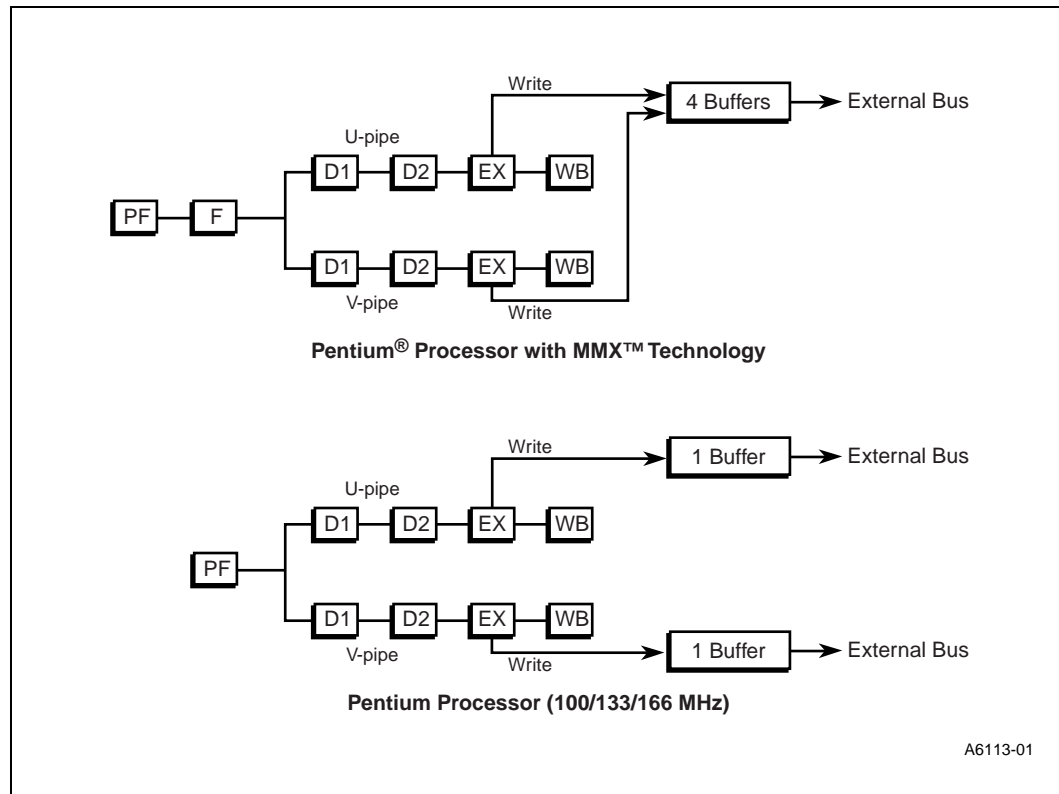 Write
4 Buffers
External Bus
U-pipe
D1 D2 EX WB
PF F
D1 D2 EX WB
V-pipe
Write
Pentium® Processor with MMX™ Technology
Write
1 Buffer
External Bus
U-pipe
D1 D2 EX WB
PF
D1 D2 EX WB
V-pipe
Write
1 Buffer
External Bus
Pentium Processor (100/133/166 MHz)
A6113-01